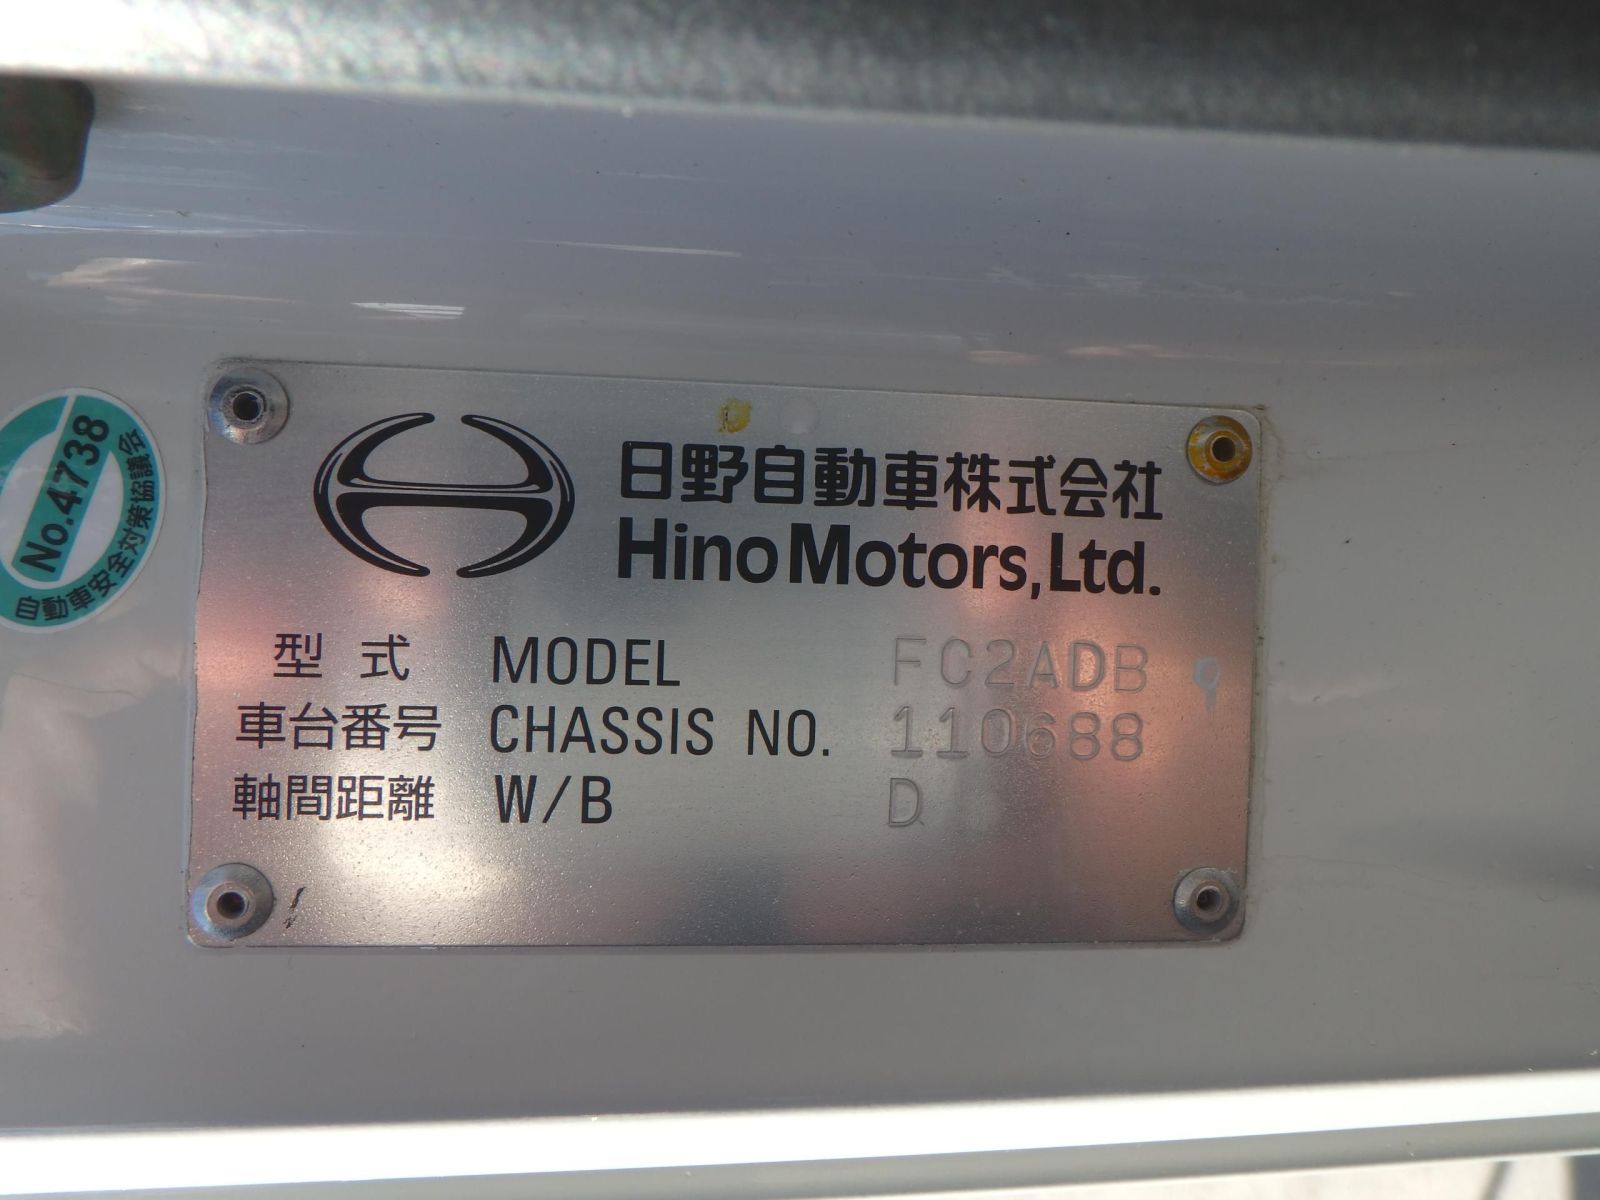 No.4738
自動車安全対策協議会
日野自動車株式会社
Hino Motors, Ltd.
型式 MODEL FC2ADB
車台番号 CHASSIS NO. 110688
軸間距離 W/B D